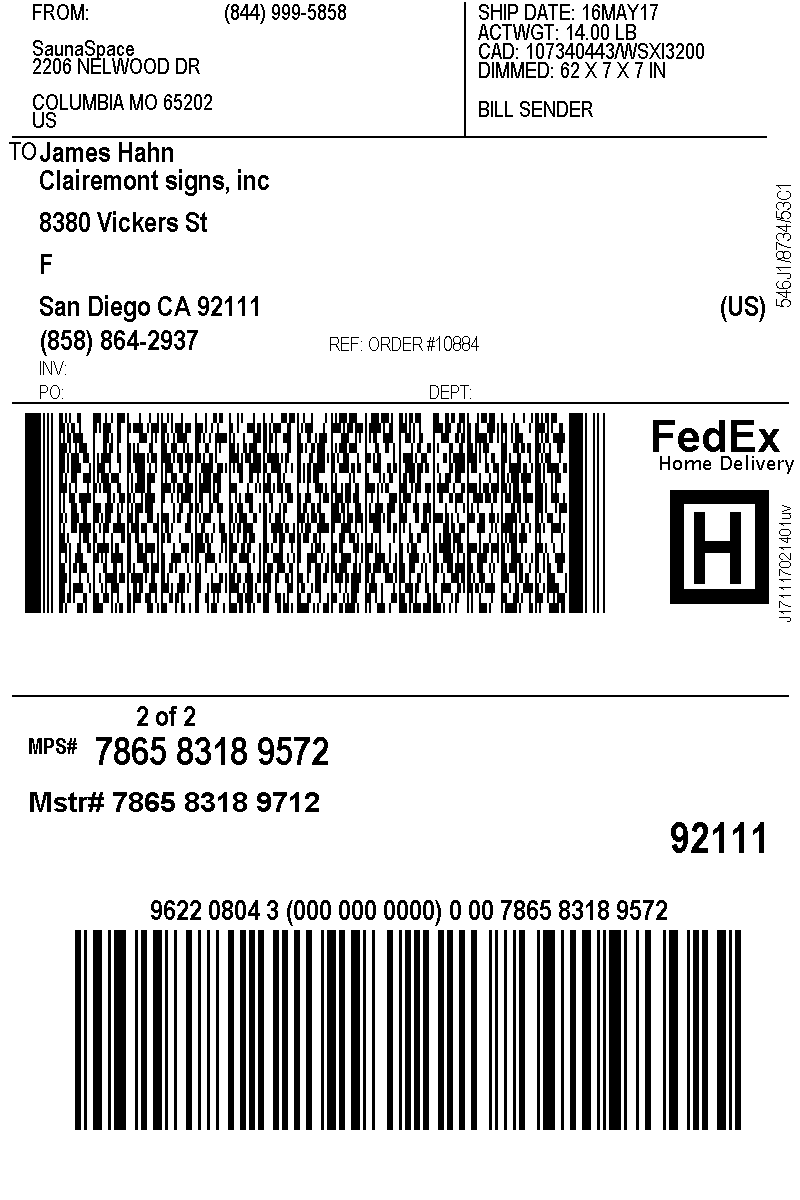 FROM: (844) 999-5858
SaunaSpace
2206 NELWOOD DR
COLUMBIA MO 65202
US
SHIP DATE: 16MAY17
ACTWGT: 14.00 LB
CAD: 107340443/WSXI3200
DIMMED: 62 X 7 X 7 IN
BILL SENDER
TO James Hahn
Clairemont signs, inc
8380 Vickers St
F
San Diego CA 92111 (US)
(858) 864-2937 REF: ORDER #10884
INV:
PO: DEPT:
546J1/8734/53C1
FedEx
Home Delivery
H
J171117021401uv
2 of 2
MPS# 7865 8318 9572
Mstr# 7865 8318 9712
92111
9622 0804 3 (000 000 0000) 0 00 7865 8318 9572